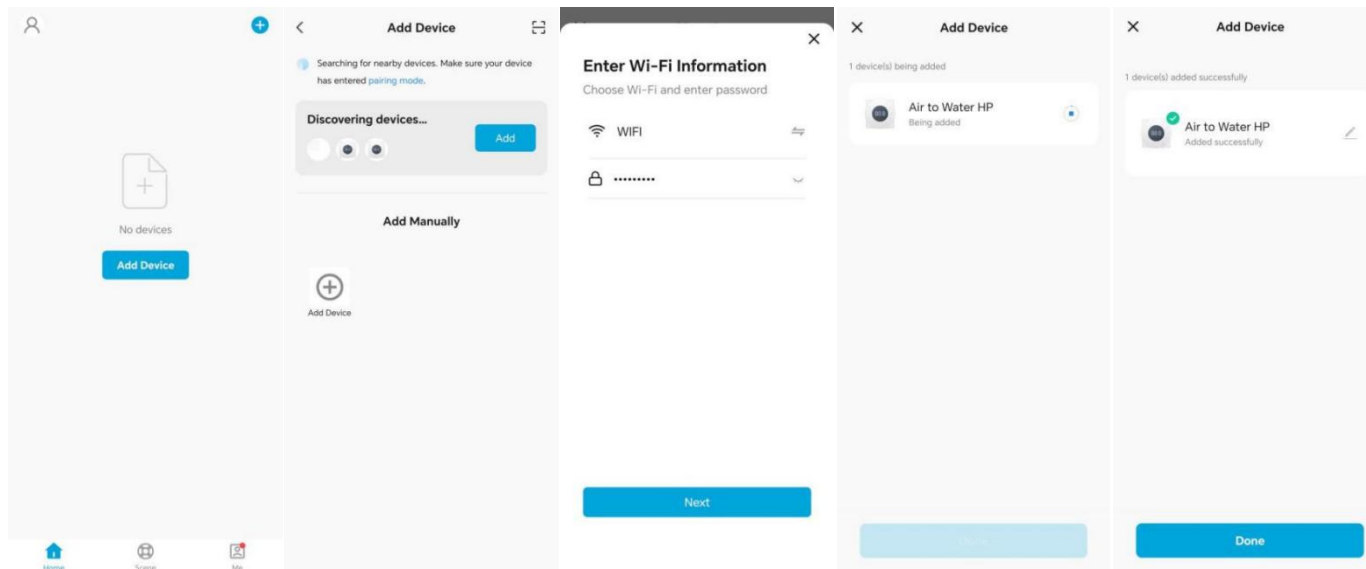 No devices
Add Device
Home
Scene
Me
Add Device
Searching for nearby devices. Make sure your device
has entered pairing mode.
Discovering devices...
Add
Add Manually
Add Device
Enter Wi-Fi Information
Choose Wi-Fi and enter password
WIFI
•••••••••
Next
Add Device
1 device(s) being added
Air to Water HP
Being added
Add Device
1 device(s) added successfully
Air to Water HP
Added successfully
Done